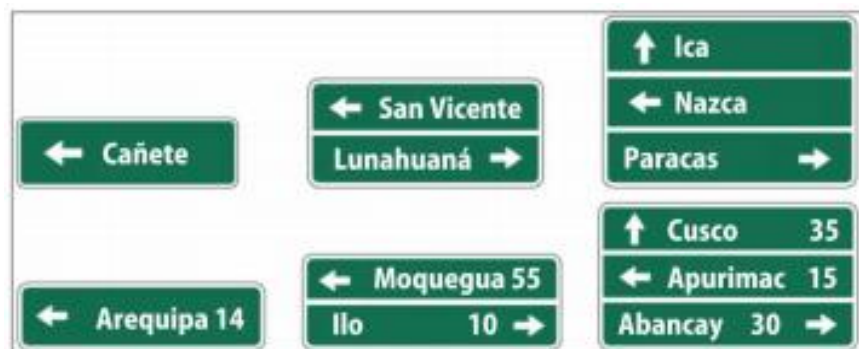 Cañete
San Vicente
Lunahuaná
Ica
Nazca
Paracas
Arequipa 14
Moquegua 55
Ilo 10
Cusco 35
Apurimac 15
Abancay 30